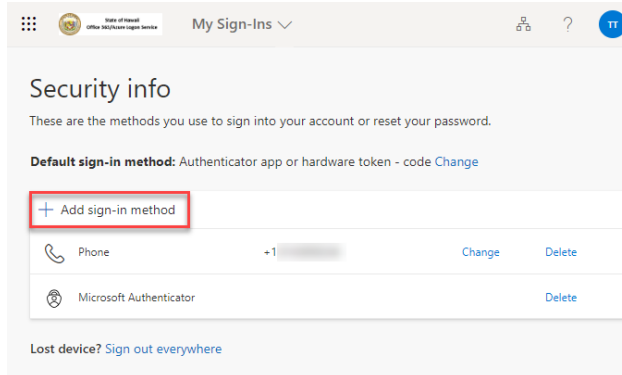 State of Hawaii
Office 365/Azure Logon Service
My Sign-Ins
?
TT
Security info
These are the methods you use to sign into your account or reset your password.
Default sign-in method: Authenticator app or hardware token - code Change
+ Add sign-in method
Phone +1 Change Delete
Microsoft Authenticator Delete
Lost device? Sign out everywhere